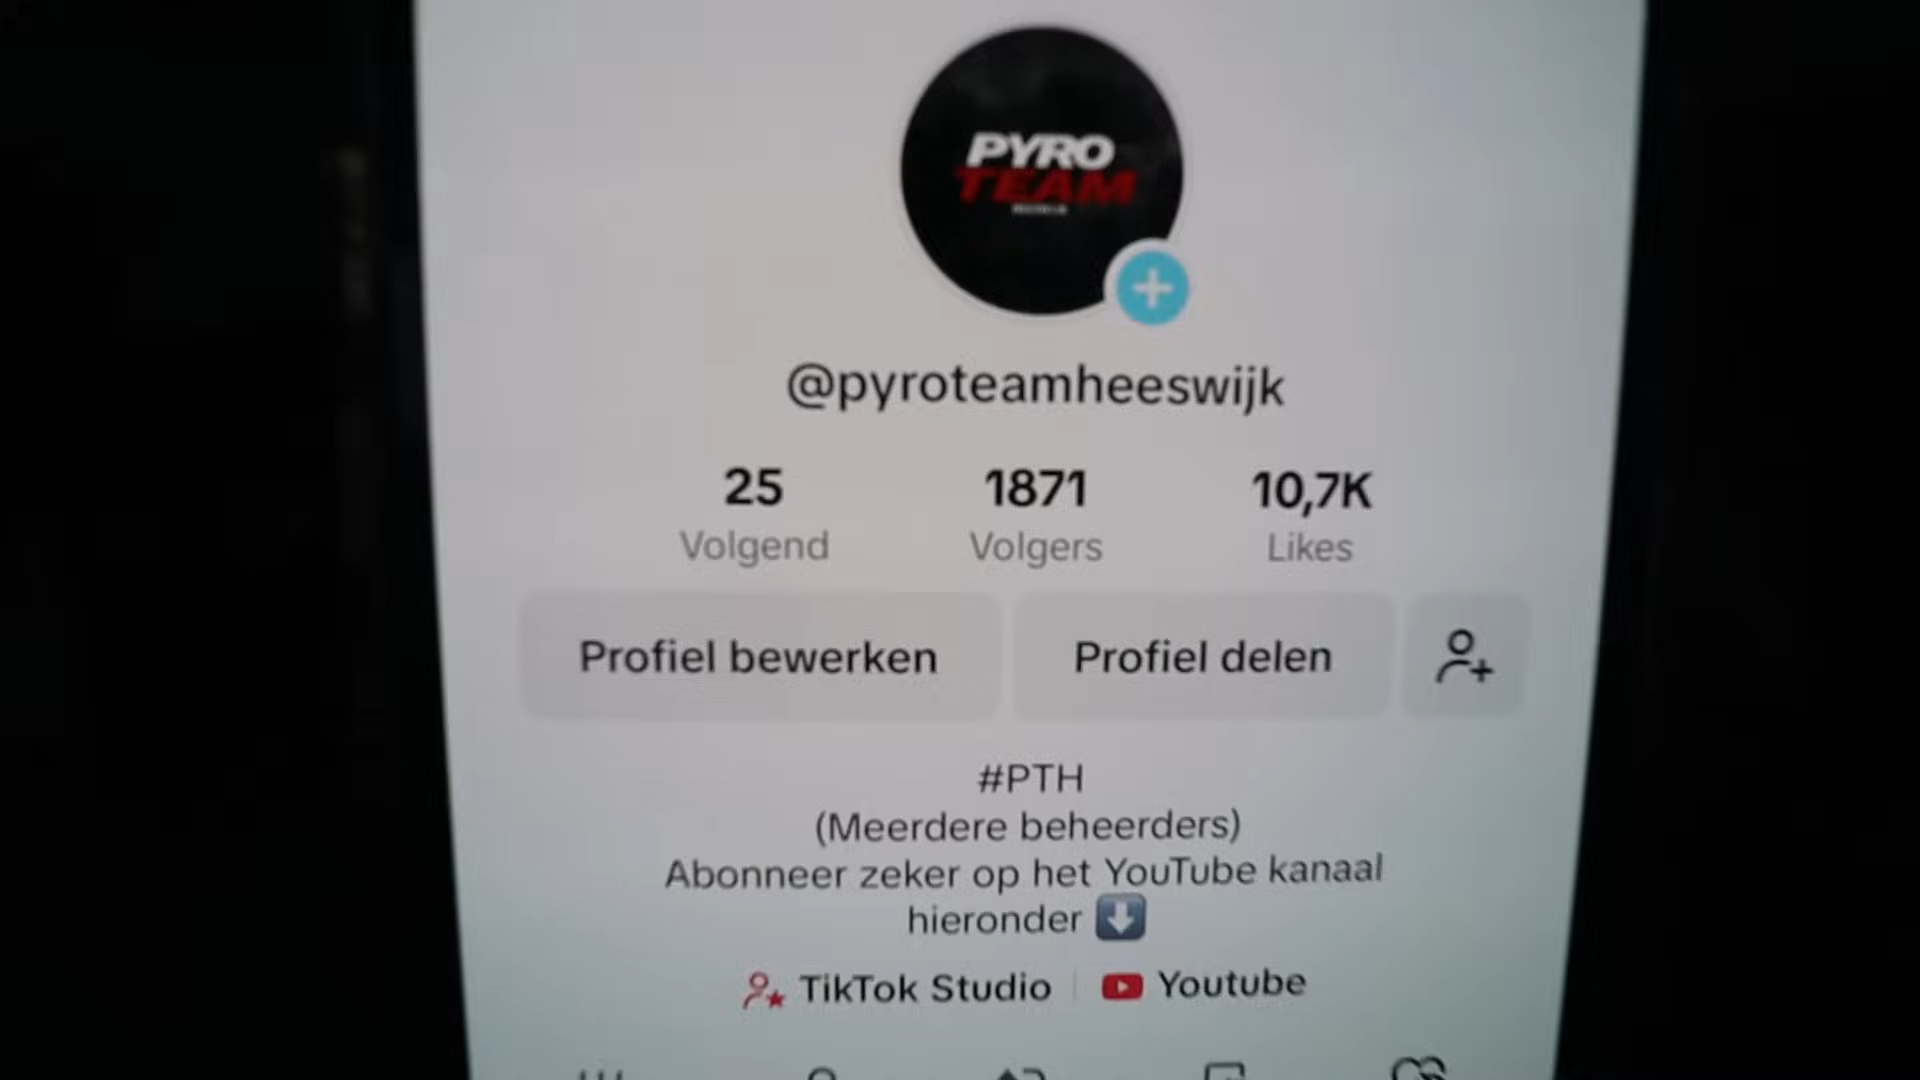 PYRO
TEAM
@pyroteamheeswijk
25 1871 10,7K
Volgend Volgers Likes
Profiel bewerken Profiel delen
#PTH
(Meerdere beheerders)
Abonneer zeker op het YouTube kanaal
hieronder ⬇️
TikTok Studio Youtube